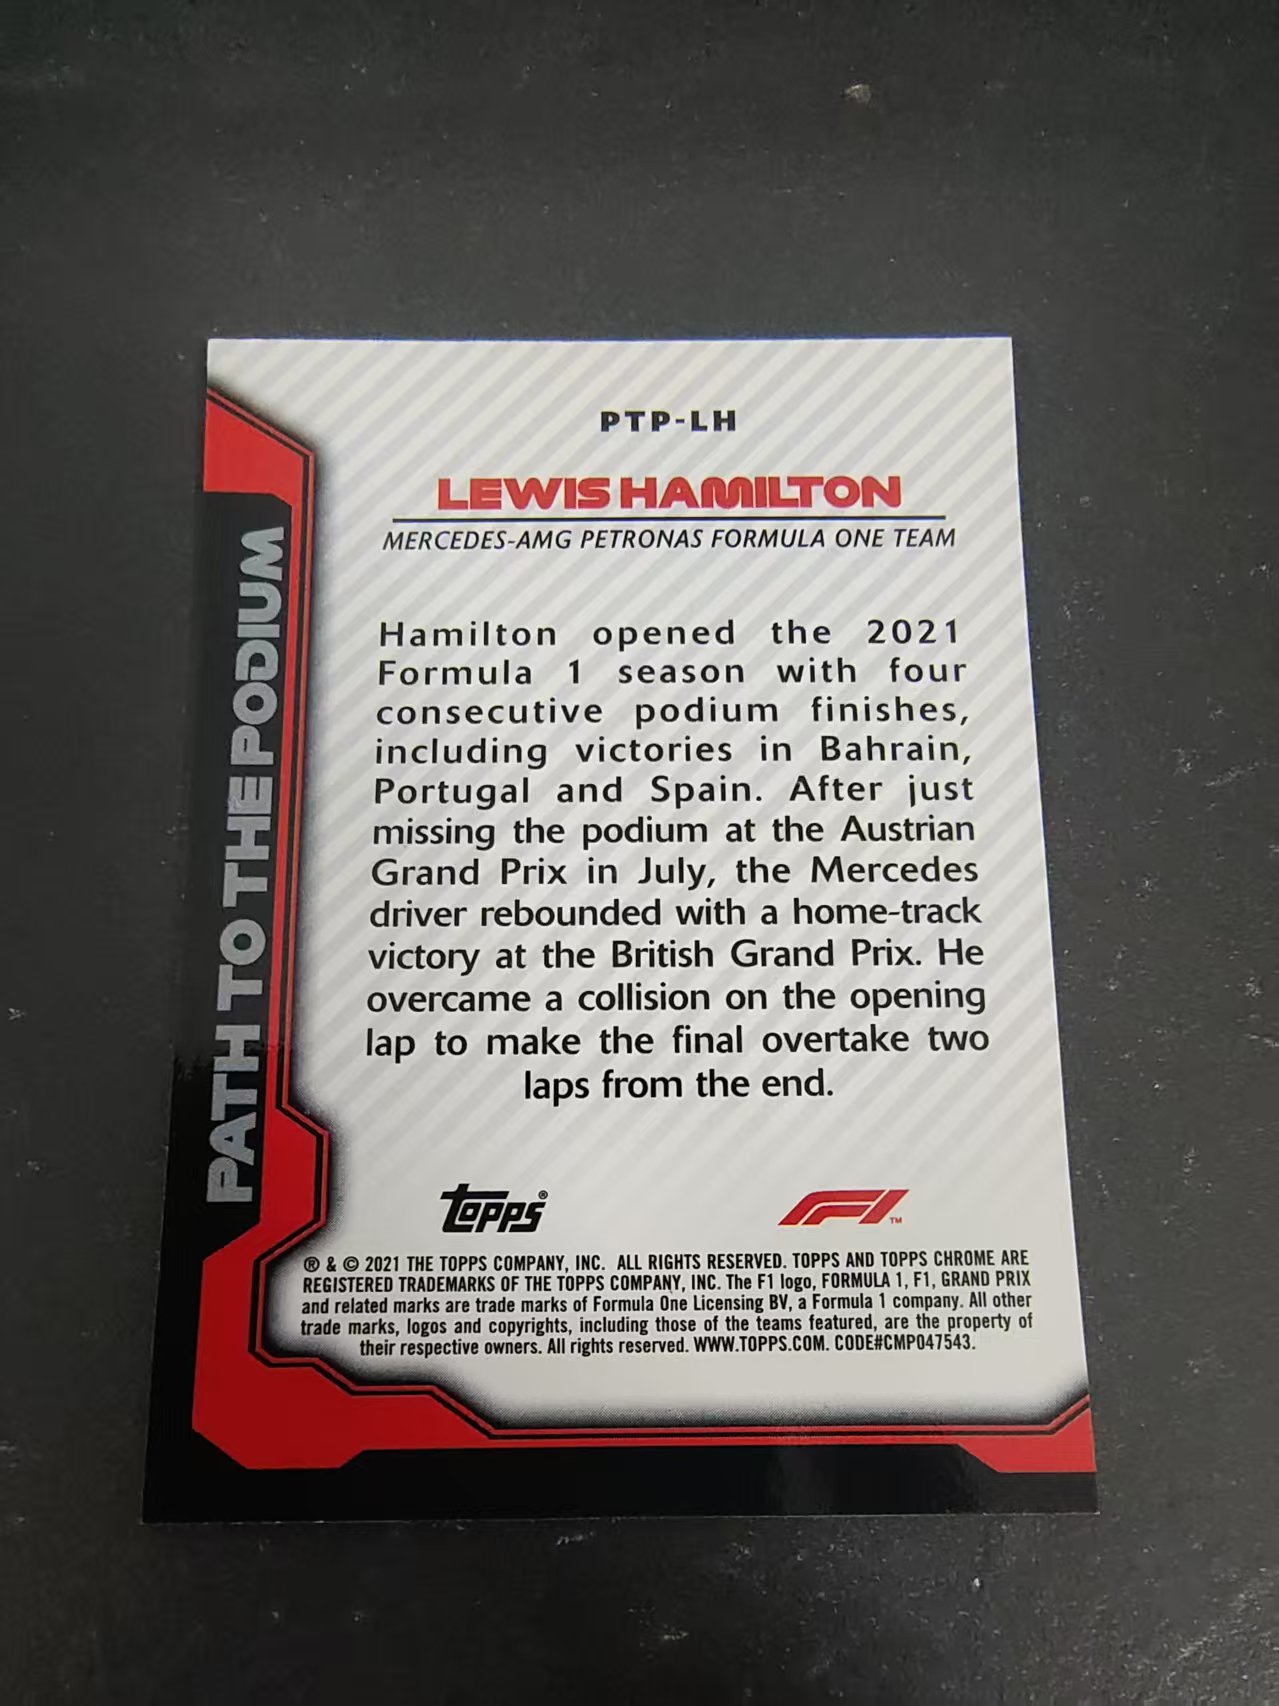 PTP-LH
LEWIS HAMILTON
MERCEDES-AMG PETRONAS FORMULA ONE TEAM
PATH TO THE PODIUM
Hamilton opened the 2021
Formula 1 season with four
consecutive podium finishes,
including victories in Bahrain,
Portugal and Spain. After just
missing the podium at the Austrian
Grand Prix in July, the Mercedes
driver rebounded with a home-track
victory at the British Grand Prix. He
overcame a collision on the opening
lap to make the final overtake two
laps from the end.
Topps®
F1™
® & © 2021 THE TOPPS COMPANY, INC. ALL RIGHTS RESERVED. TOPPS AND TOPPS CHROME ARE
REGISTERED TRADEMARKS OF THE TOPPS COMPANY, INC. The F1 logo, FORMULA 1, F1, GRAND PRIX
and related marks are trade marks of Formula One Licensing BV, a Formula 1 company. All other
trade marks, logos and copyrights, including those of the teams featured, are the property of
their respective owners. All rights reserved. WWW.TOPPS.COM. CODE#CMP047543.